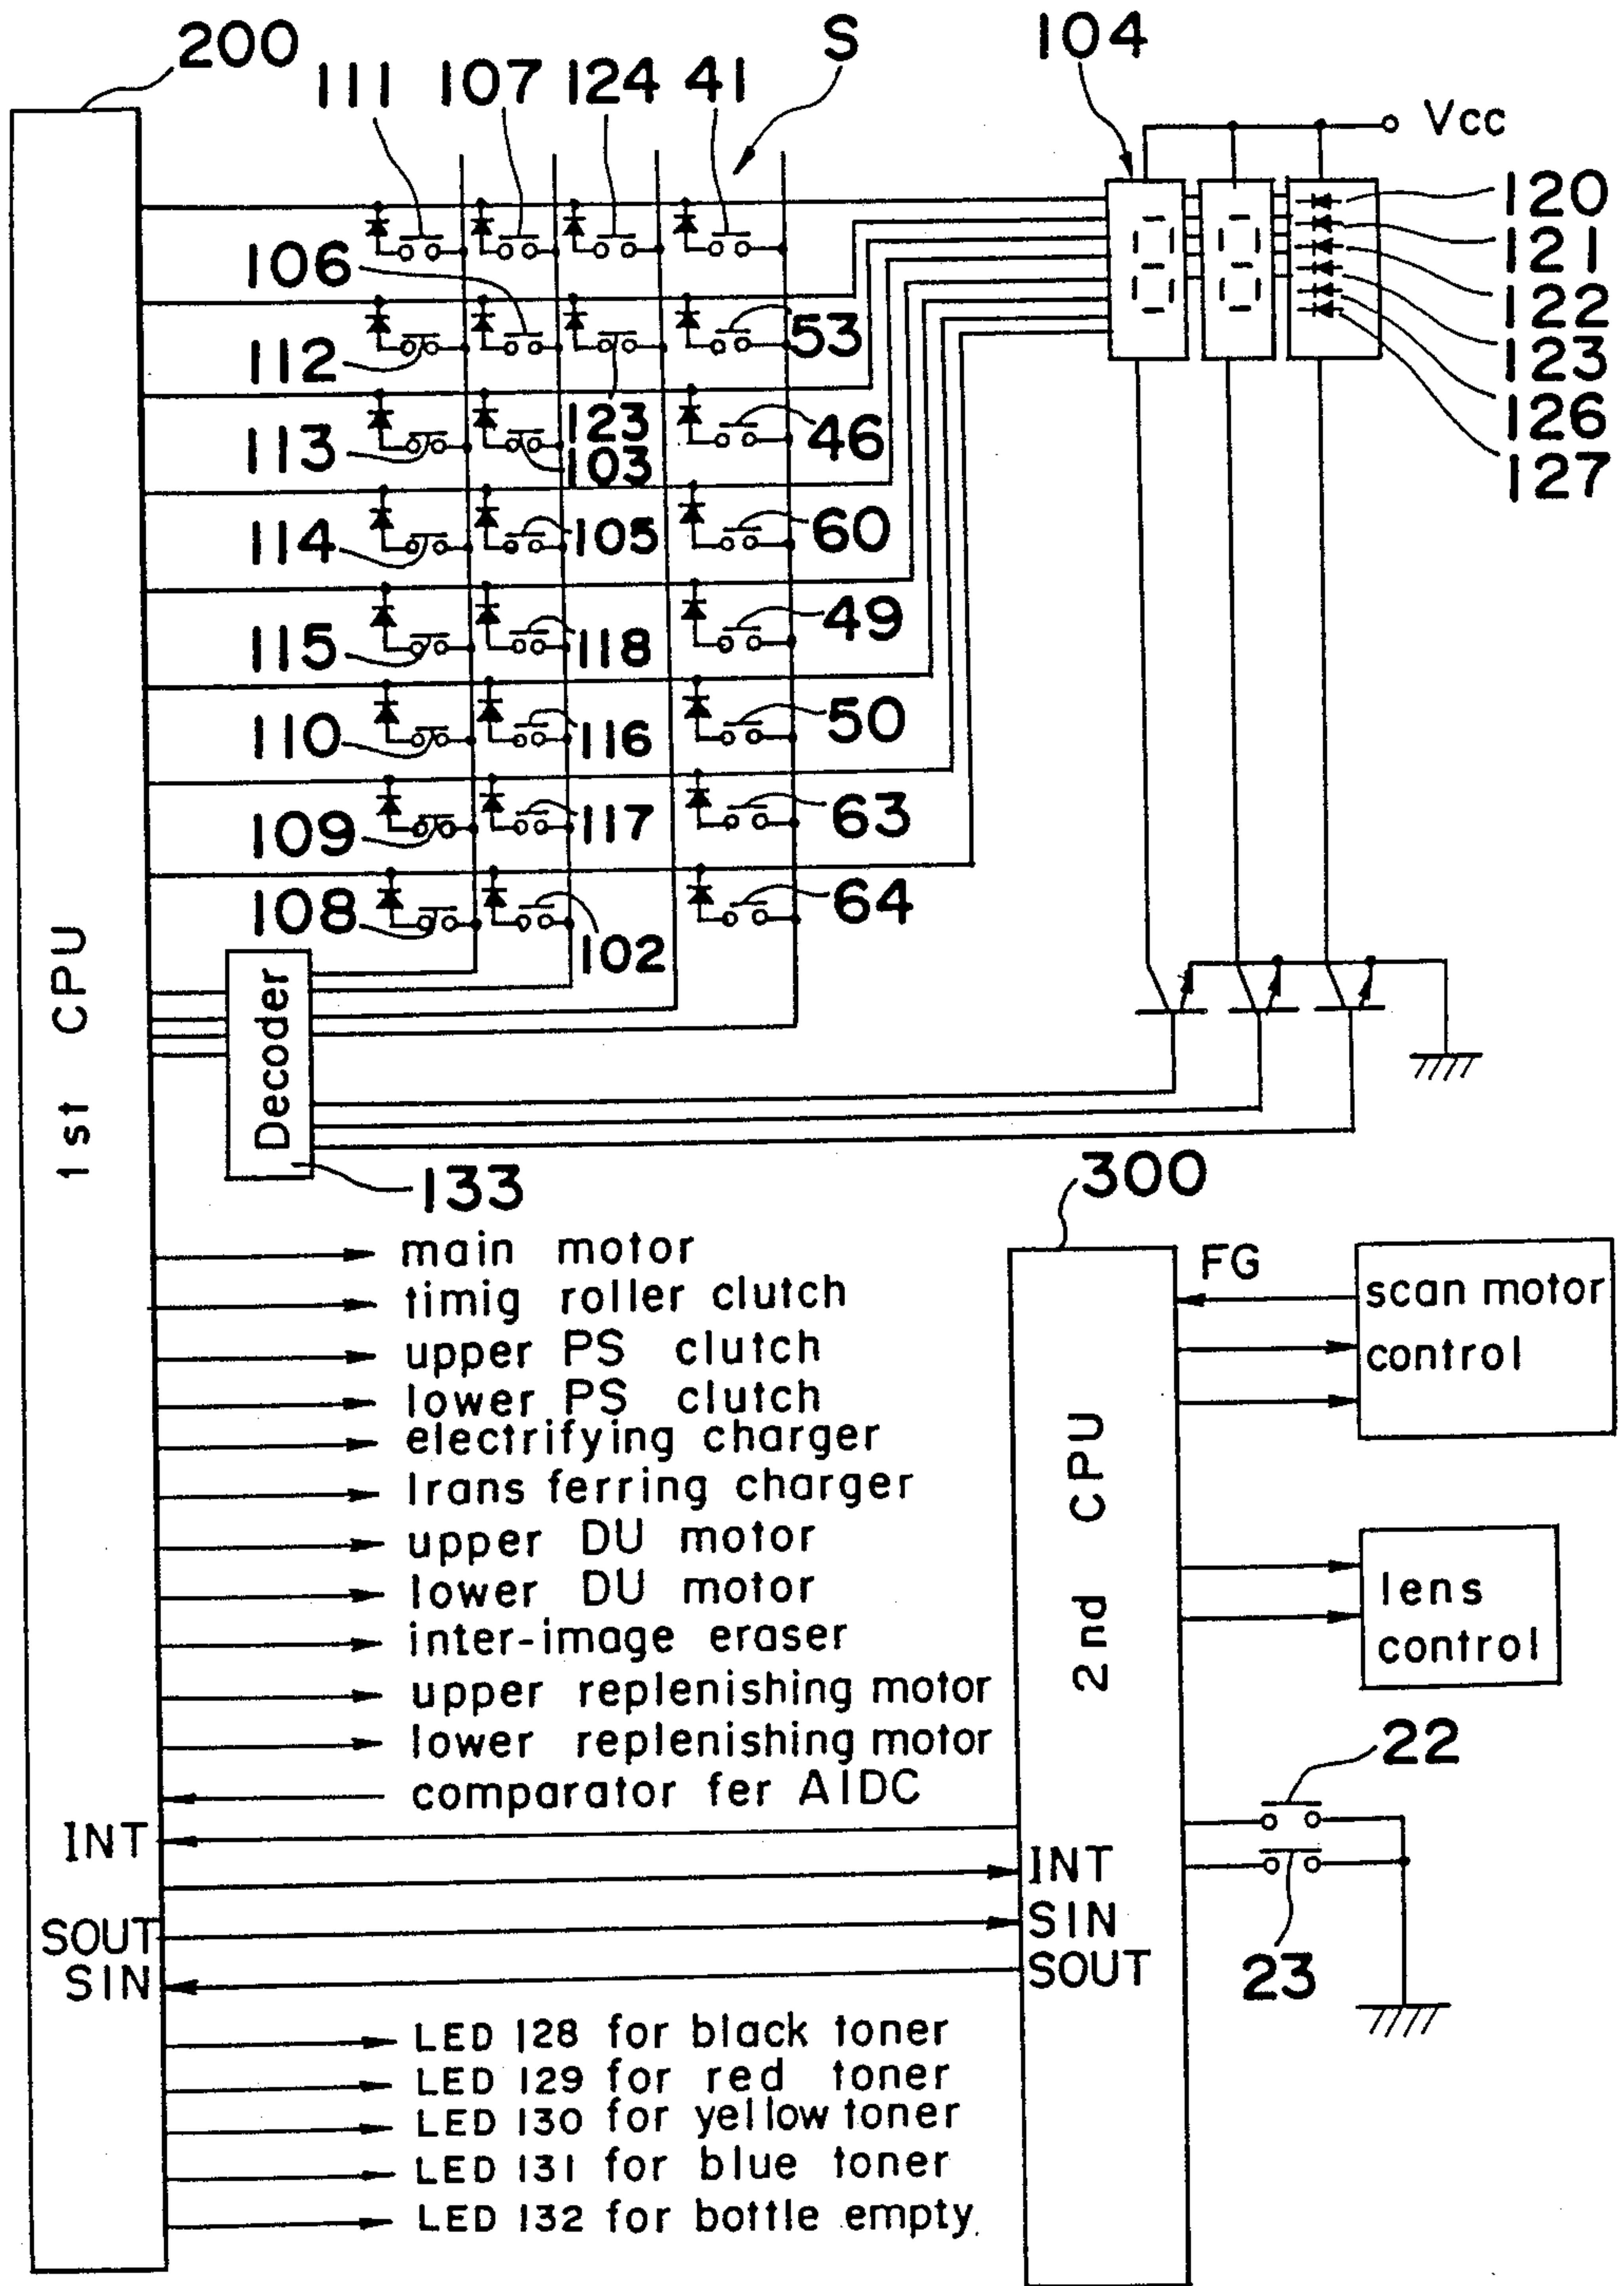 200
111 107 124 41
S
104
Vcc
120
121
122
123
126
127
106
112
53
113
123
103
46
114
105
60
115
118
49
110
116
50
109
117
63
108
102
64
1st CPU
Decoder
133
300
main motor
timig roller clutch
upper PS clutch
lower PS clutch
electrifying charger
Irans ferring charger
upper DU motor
lower DU motor
inter-image eraser
upper replenishing motor
lower replenishing motor
comparator fer AIDC
2nd CPU
FG
scan motor
control
lens
control
22
23
INT
INT
SOUT
SIN
SIN
SOUT
LED 128 for black toner
LED 129 for red toner
LED 130 for yellow toner
LED 131 for blue toner
LED 132 for bottle empty